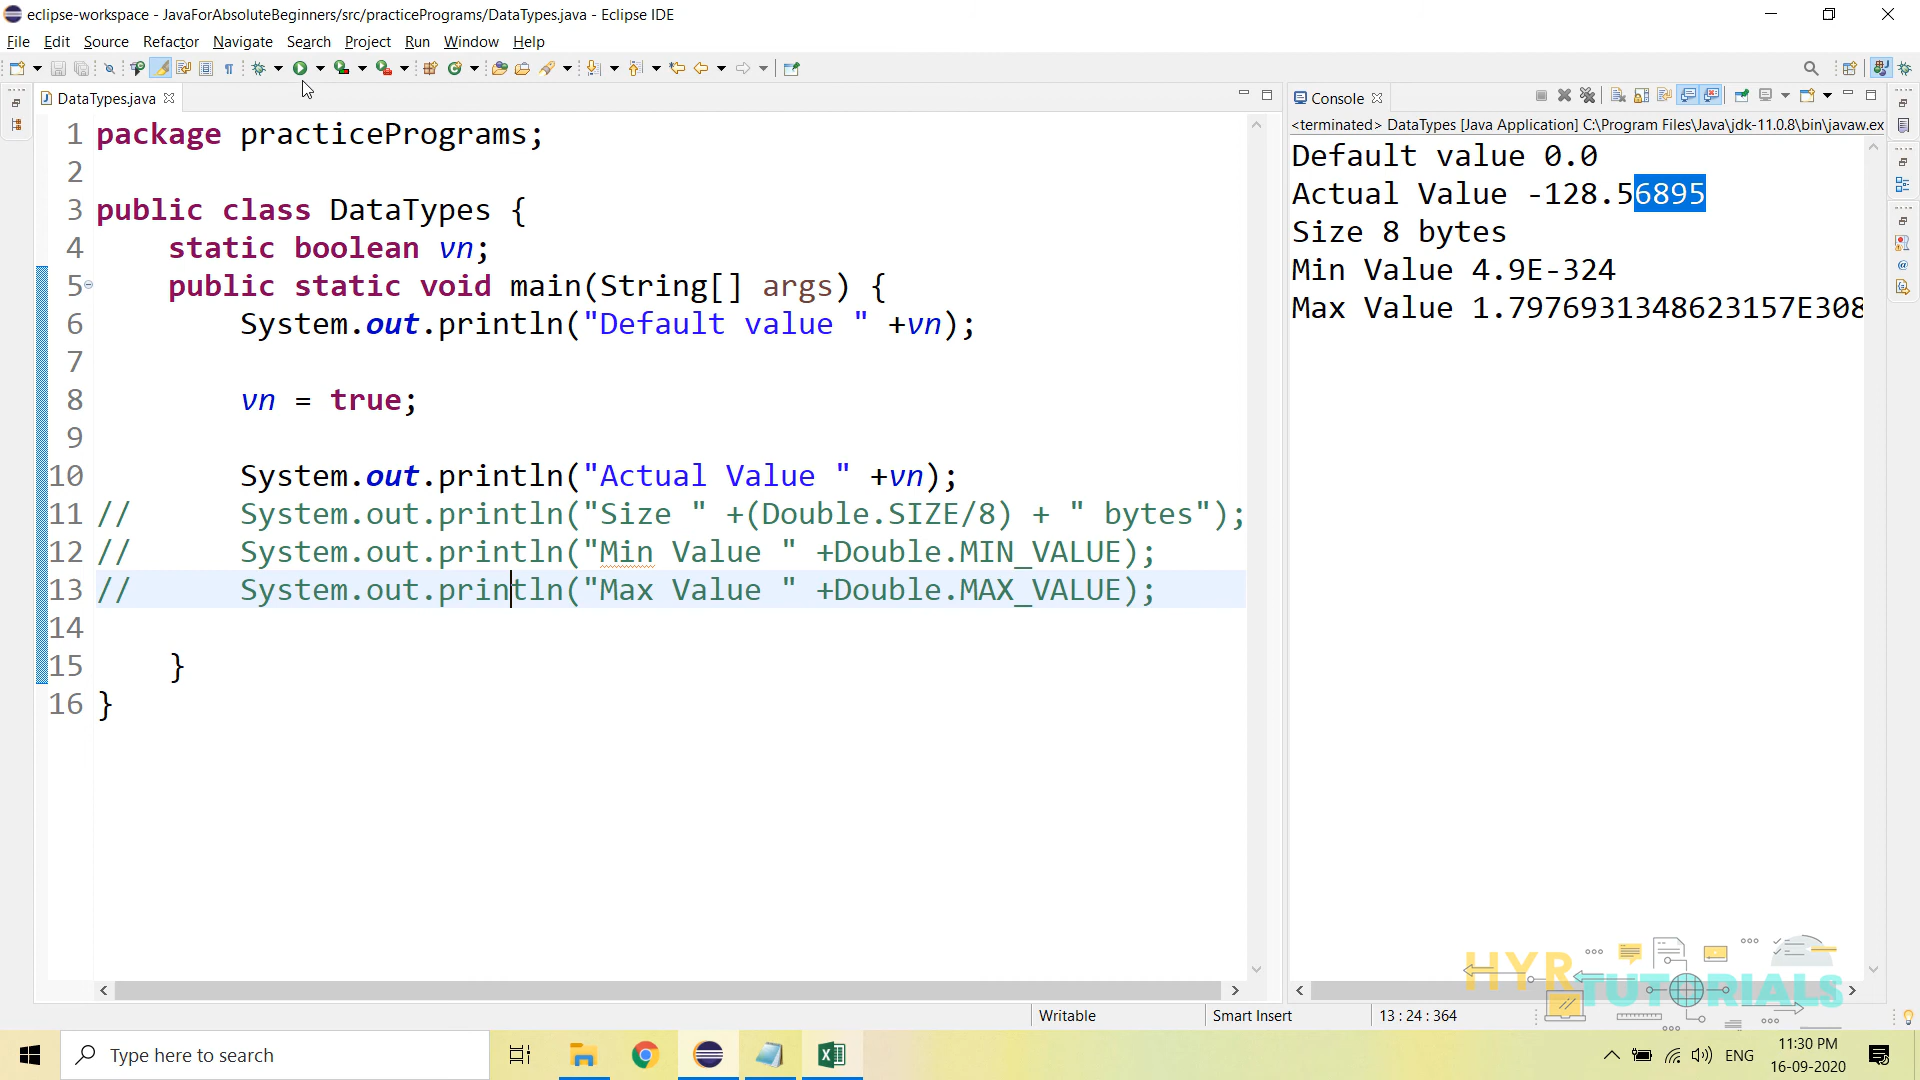 eclipse-workspace - JavaForAbsoluteBeginners/src/practicePrograms/DataTypes.java - Eclipse IDE
File Edit Source Refactor Navigate Search Project Run Window Help
DataTypes.java
1 package practicePrograms;
2
3 public class DataTypes {
4 static boolean vn;
5 public static void main(String[] args) {
6 System.out.println("Default value " +vn);
7
8 vn = true;
9
10 System.out.println("Actual Value " +vn);
11 // System.out.println("Size " +(Double.SIZE/8) + " bytes");
12 // System.out.println("Min Value " +Double.MIN_VALUE);
13 // System.out.println("Max Value " +Double.MAX_VALUE);
14
15 }
16 }
Console
<terminated> DataTypes [Java Application] C:\Program Files\Java\jdk-11.0.8\bin\javaw.ex
Default value 0.0
Actual Value -128.56895
Size 8 bytes
Min Value 4.9E-324
Max Value 1.7976931348623157E308
HYR
TUTORIALS
Writable Smart Insert 13 : 24 : 364
Type here to search
ENG
11:30 PM
16-09-2020